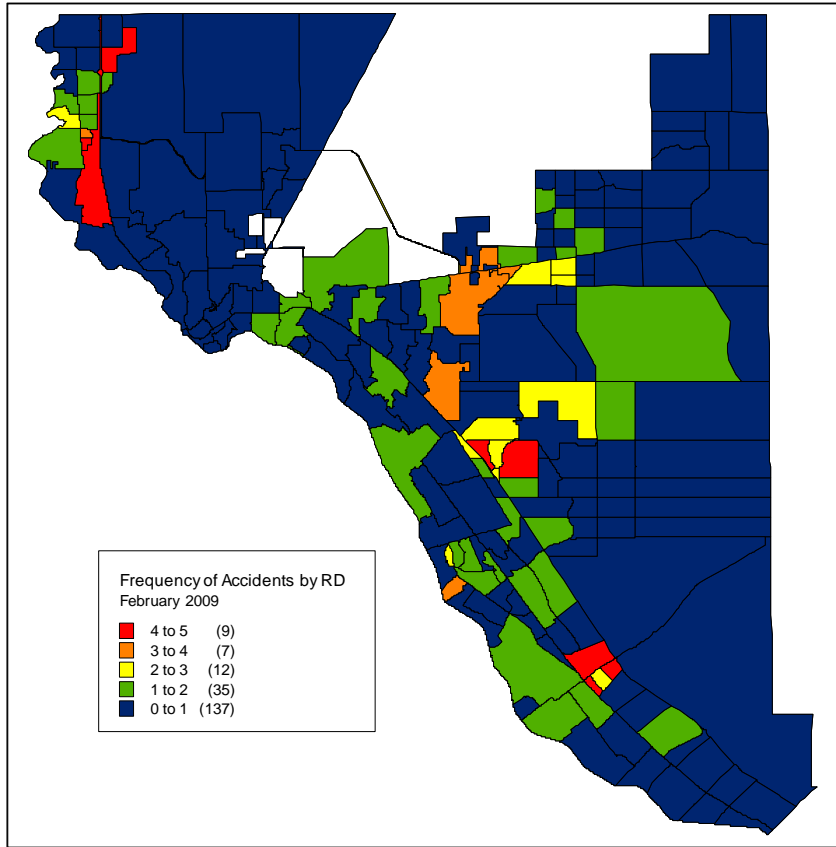 Frequency of Accidents by RD
February 2009
4 to 5 (9)
3 to 4 (7)
2 to 3 (12)
1 to 2 (35)
0 to 1 (137)